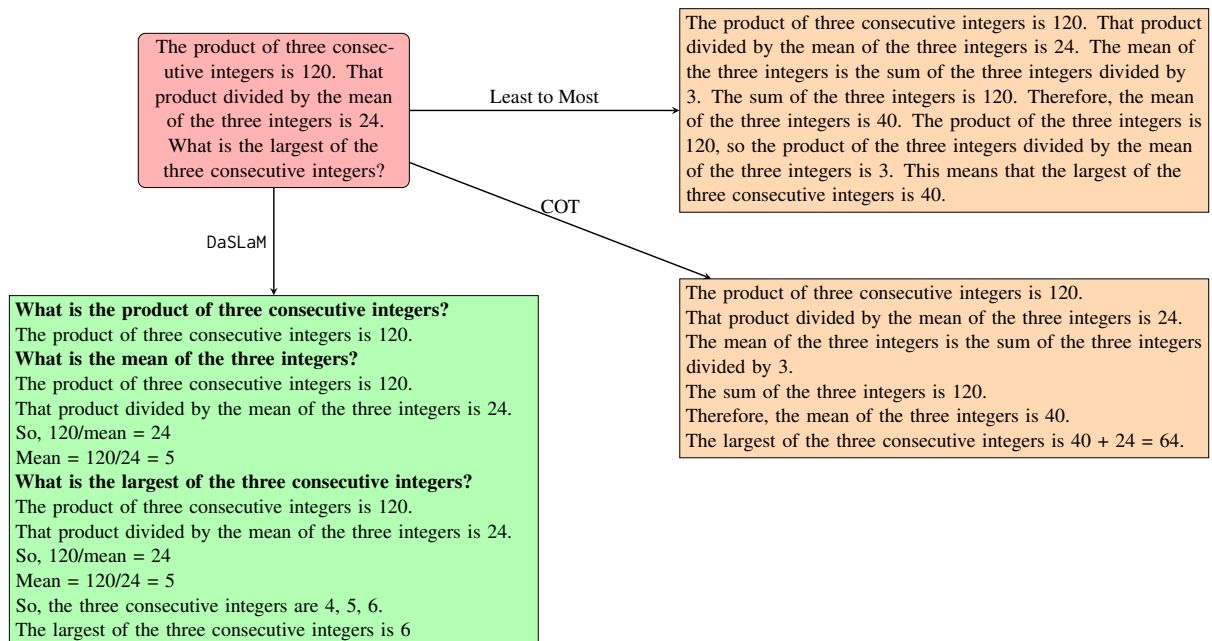 The product of three consec-
utive integers is 120. That
product divided by the mean
of the three integers is 24.
What is the largest of the
three consecutive integers?
Least to Most
The product of three consecutive integers is 120. That product
divided by the mean of the three integers is 24. The mean of
the three integers is the sum of the three integers divided by
3. The sum of the three integers is 120. Therefore, the mean
of the three integers is 40. The product of the three integers is
120, so the product of the three integers divided by the mean
of the three integers is 3. This means that the largest of the
three consecutive integers is 40.
COT
The product of three consecutive integers is 120.
That product divided by the mean of the three integers is 24.
The mean of the three integers is the sum of the three integers
divided by 3.
The sum of the three integers is 120.
Therefore, the mean of the three integers is 40.
The largest of the three consecutive integers is 40 + 24 = 64.
DaSLaM
What is the product of three consecutive integers?
The product of three consecutive integers is 120.
What is the mean of the three integers?
The product of three consecutive integers is 120.
That product divided by the mean of the three integers is 24.
So, 120/mean = 24
Mean = 120/24 = 5
What is the largest of the three consecutive integers?
The product of three consecutive integers is 120.
That product divided by the mean of the three integers is 24.
So, 120/mean = 24
Mean = 120/24 = 5
So, the three consecutive integers are 4, 5, 6.
The largest of the three consecutive integers is 6